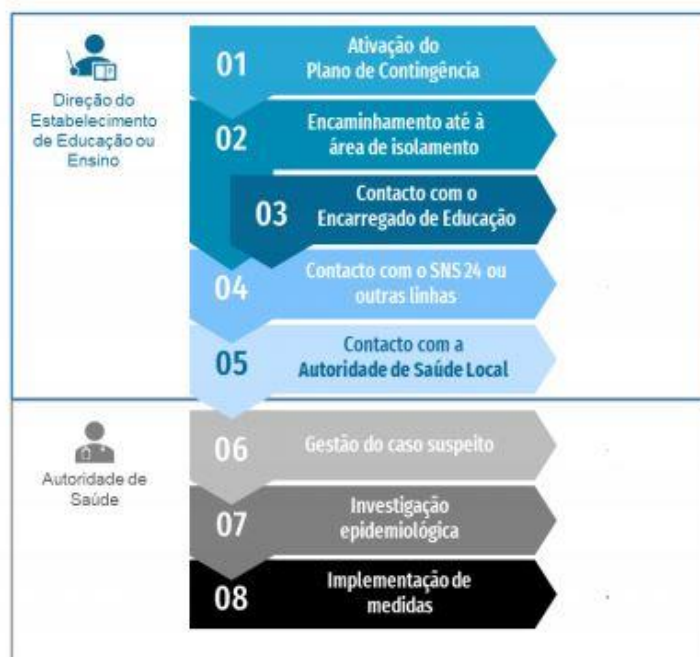 Direção do
Estabelecimento
de Educação ou
Ensino
01
Ativação do
Plano de Contingência
02
Encaminhamento até à
área de isolamento
03
Contacto com o
Encarregado de Educação
04
Contacto com o SNS 24 ou
outras linhas
05
Contacto com a
Autoridade de Saúde Local
Autoridade de
Saúde
06
Gestão do caso suspeito
07
Investigação
epidemiológica
08
Implementação de
medidas